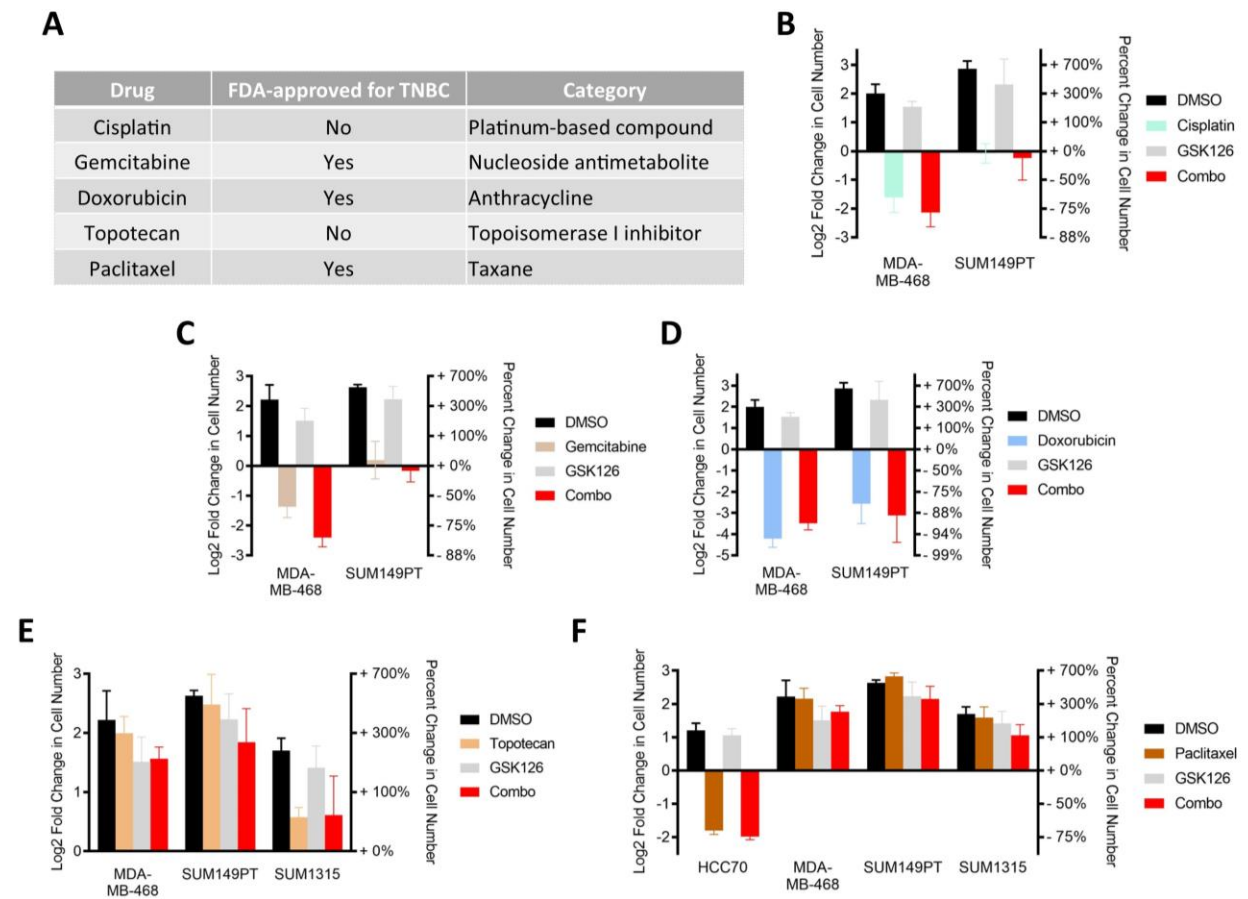 A
Drug FDA-approved for TNBC Category
Cisplatin No Platinum-based compound
Gemcitabine Yes Nucleoside antimetabolite
Doxorubicin Yes Anthracycline
Topotecan No Topoisomerase I inhibitor
Paclitaxel Yes Taxane
B
Log2 Fold Change in Cell Number
3
2
1
0
-1
-2
-3
+ 700%
+ 300%
+ 100%
+ 0%
- 50%
- 75%
- 88%
Percent Change in Cell Number
MDA-
MB-468
SUM149PT
DMSO
Cisplatin
GSK126
Combo
C
Log2 Fold Change in Cell Number
3
2
1
0
-1
-2
-3
+ 700%
+ 300%
+ 100%
+ 0%
- 50%
- 75%
- 88%
Percent Change in Cell Number
MDA-
MB-468
SUM149PT
DMSO
Gemcitabine
GSK126
Combo
D
Log2 Fold Change in Cell Number
3
2
1
0
-1
-2
-3
-4
-5
+ 700%
+ 300%
+ 100%
+ 0%
- 50%
- 75%
- 88%
- 94%
- 99%
Percent Change in Cell Number
MDA-
MB-468
SUM149PT
DMSO
Doxorubicin
GSK126
Combo
E
Log2 Fold Change in Cell Number
3
2
1
0
+ 700%
+ 300%
+ 100%
+ 0%
Percent Change in Cell Number
MDA-
MB-468
SUM149PT
SUM1315
DMSO
Topotecan
GSK126
Combo
F
Log2 Fold Change in Cell Number
3
2
1
0
-1
-2
+ 700%
+ 300%
+ 100%
+ 0%
- 50%
- 75%
Percent Change in Cell Number
HCC70
MDA-
MB-468
SUM149PT
SUM1315
DMSO
Paclitaxel
GSK126
Combo